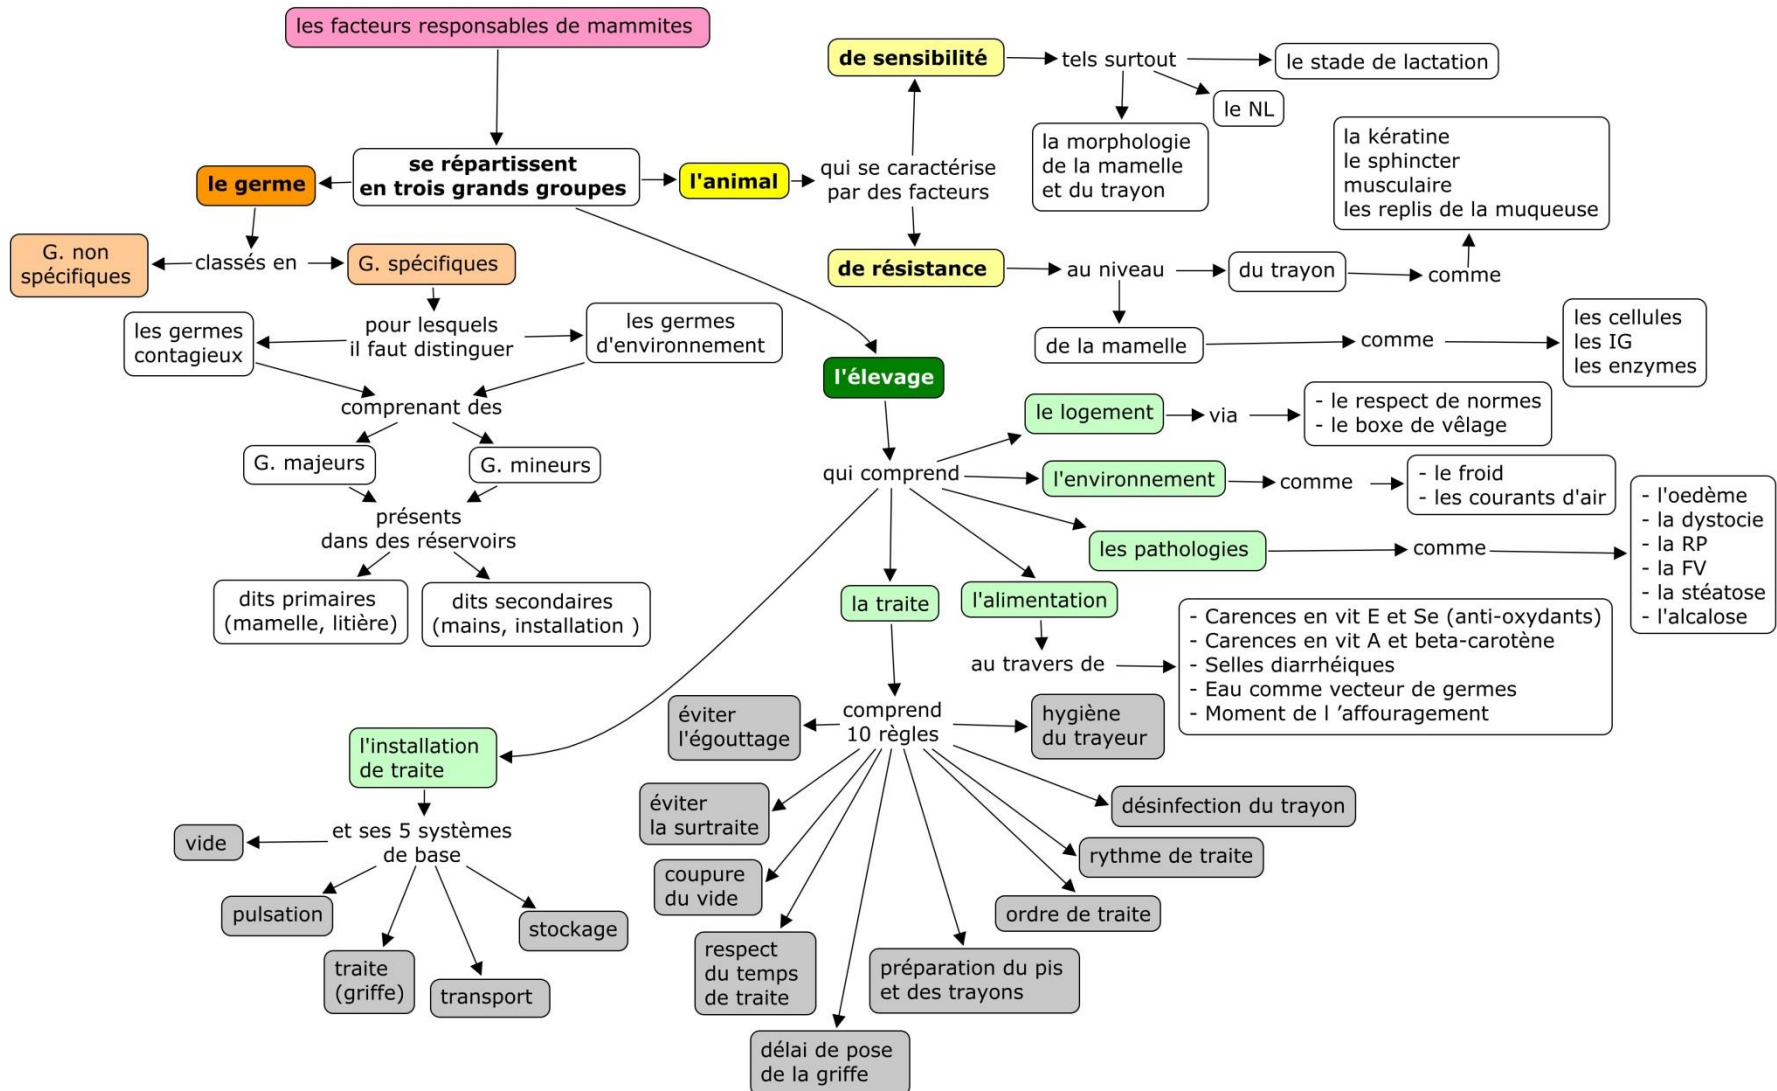 les facteurs responsables de mammites
se répartissent
en trois grands groupes
le germe
classés en
G. non
spécifiques
G. spécifiques
pour lesquels
il faut distinguer
les germes
contagieux
les germes
d'environnement
comprenant des
G. majeurs
G. mineurs
présents
dans des réservoirs
dits primaires
(mamelle, litière)
dits secondaires
(mains, installation )
l'animal
qui se caractérise
par des facteurs
de sensibilité
tels surtout
le stade de lactation
le NL
la morphologie
de la mamelle
et du trayon
de résistance
au niveau
du trayon
comme
la kératine
le sphincter
musculaire
les replis de la muqueuse
de la mamelle
comme
les cellules
les IG
les enzymes
l'élevage
qui comprend
le logement
via
- le respect de normes
- le boxe de vêlage
l'environnement
comme
- le froid
- les courants d'air
les pathologies
comme
- l'oedème
- la dystocie
- la RP
- la FV
- la stéatose
- l'alcalose
l'alimentation
au travers de
- Carences en vit E et Se (anti-oxydants)
- Carences en vit A et beta-carotène
- Selles diarrhéiques
- Eau comme vecteur de germes
- Moment de l ’affouragement
la traite
comprend
10 règles
éviter
l'égouttage
hygiène
du trayeur
éviter
la surtraite
désinfection du trayon
coupure
du vide
rythme de traite
respect
du temps
de traite
ordre de traite
préparation du pis
et des trayons
délai de pose
de la griffe
l'installation
de traite
et ses 5 systèmes
de base
vide
pulsation
traite
(griffe)
transport
stockage